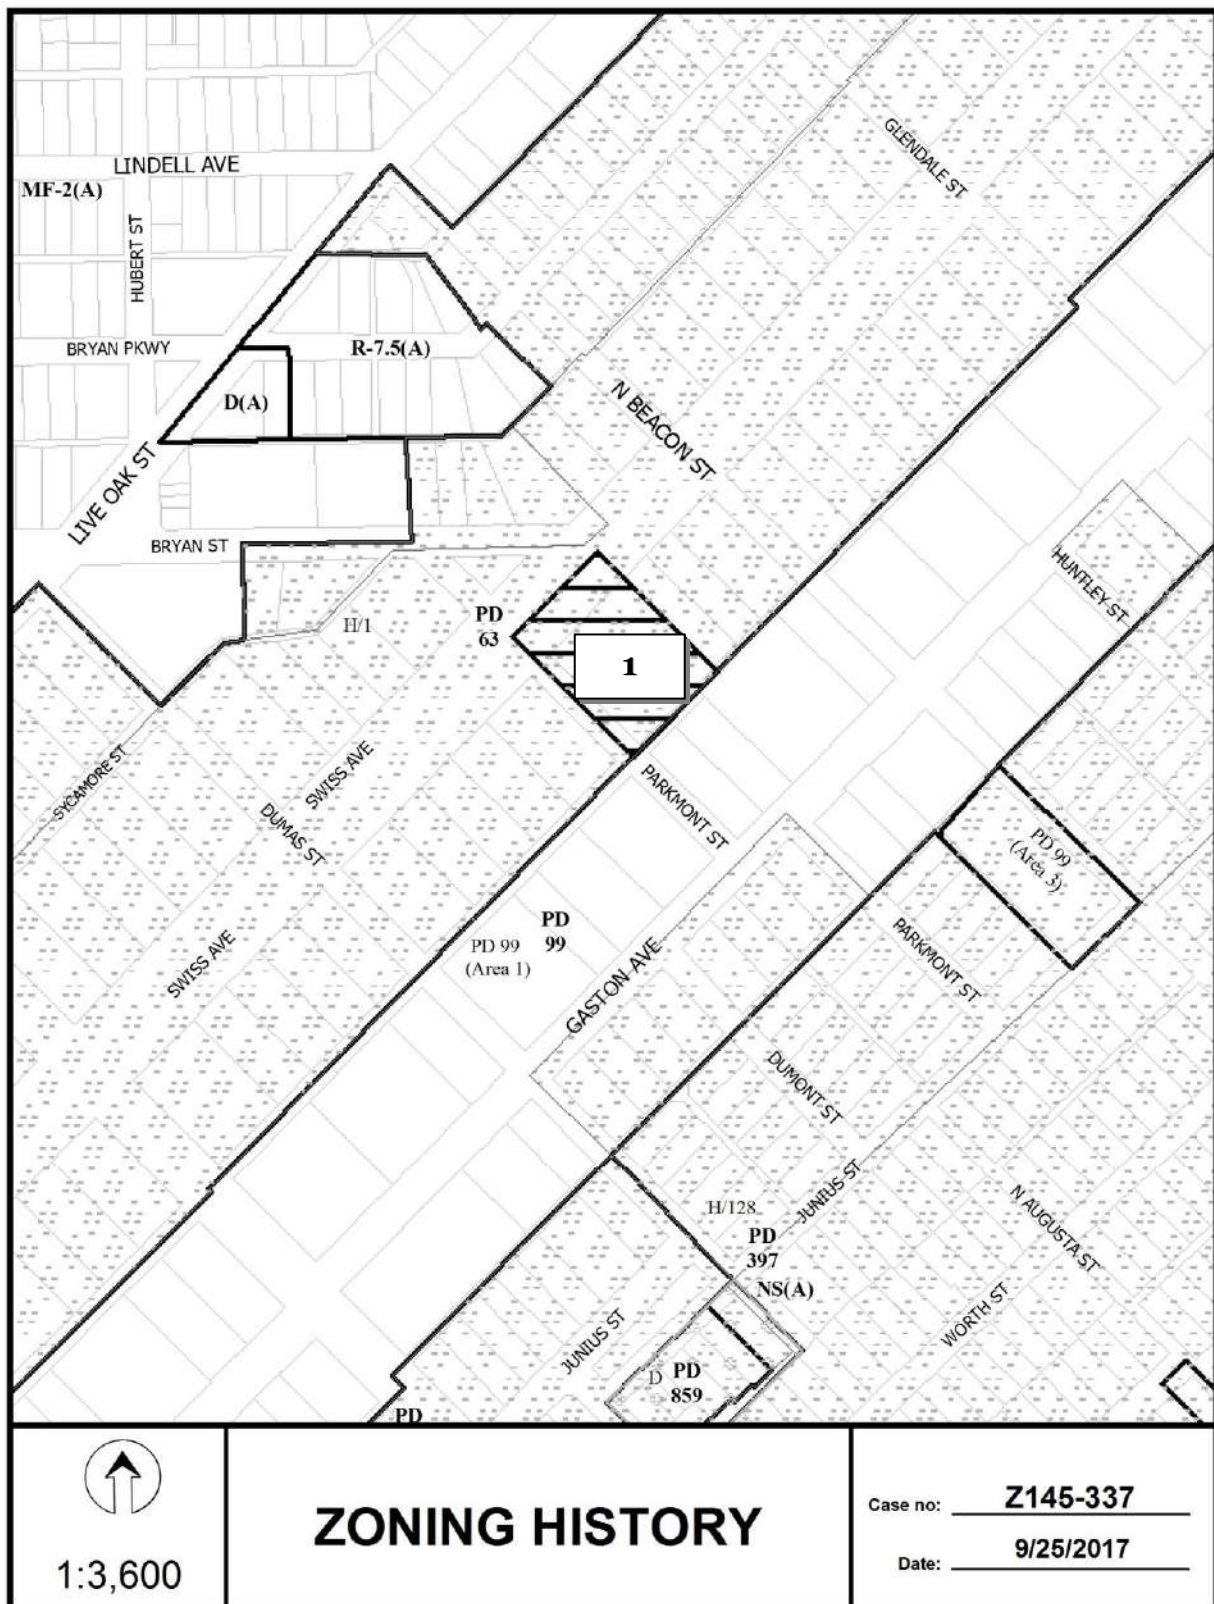 GLENDALE ST
LINDELL AVE
MF-2(A)
HUBERT ST
BRYAN PKWY
R-7.5(A)
D(A)
N BEACON ST
LIVE OAK ST
BRYAN ST
HUNTLEY ST
H/1
PD
63
1
SYCAMORE ST
SWISS AVE
DUMAS ST
PARKMONT ST
PD 99
(Area 3)
SWISS AVE
PD 99
(Area 1)
PD
99
GASTON AVE
PARKMONT ST
DUMONT ST
JUNIUS ST
N AUGUSTA ST
H/128
PD
397
NS(A)
WORTH ST
JUNIUS ST
D
PD
859
PD
1:3,600
ZONING HISTORY
Case no: Z145-337
Date: 9/25/2017